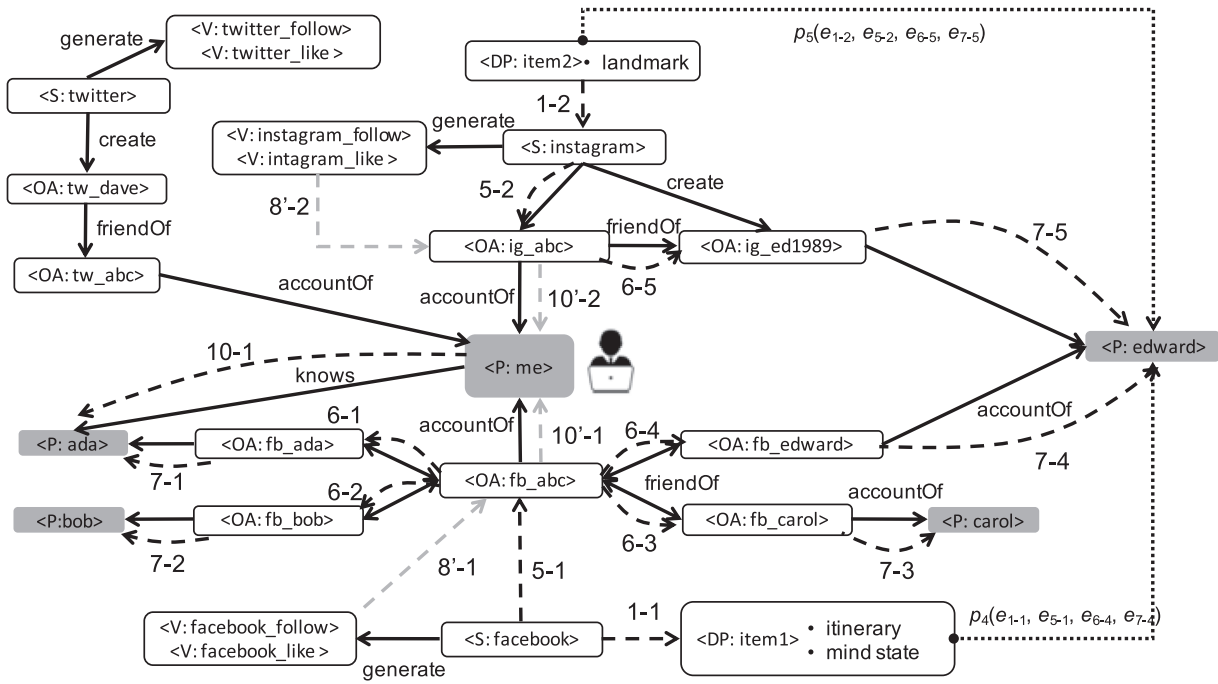 <V: twitter_follow>
<V: twitter_like >
generate
p5(e1-2, e5-2, e6-5, e7-5)
<DP: item2> • landmark
<S: twitter>
1-2
create
<V: instagram_follow>
<V: intagram_like >
generate
<S: instagram>
<OA: tw_dave>
5-2
create
8'-2
friendOf
<OA: ig_abc>
friendOf
<OA: ig_ed1989>
7-5
<OA: tw_abc>
6-5
accountOf
accountOf
10'-2
10-1
<P: me>
<P: edward>
knows
accountOf
6-1
10'-1
6-4
accountOf
<P: ada>
<OA: fb_ada>
<OA: fb_edward>
7-1
7-4
<OA: fb_abc>
6-2
friendOf
accountOf
<P:bob>
<OA: fb_bob>
<OA: fb_carol>
<P: carol>
7-2
6-3
8'-1
5-1
7-3
1-1
<V: facebook_follow>
<V: facebook_like >
<S: facebook>
<DP: item1>
• itinerary
• mind state
p4(e1-1, e5-1, e6-4, e7-4)
generate